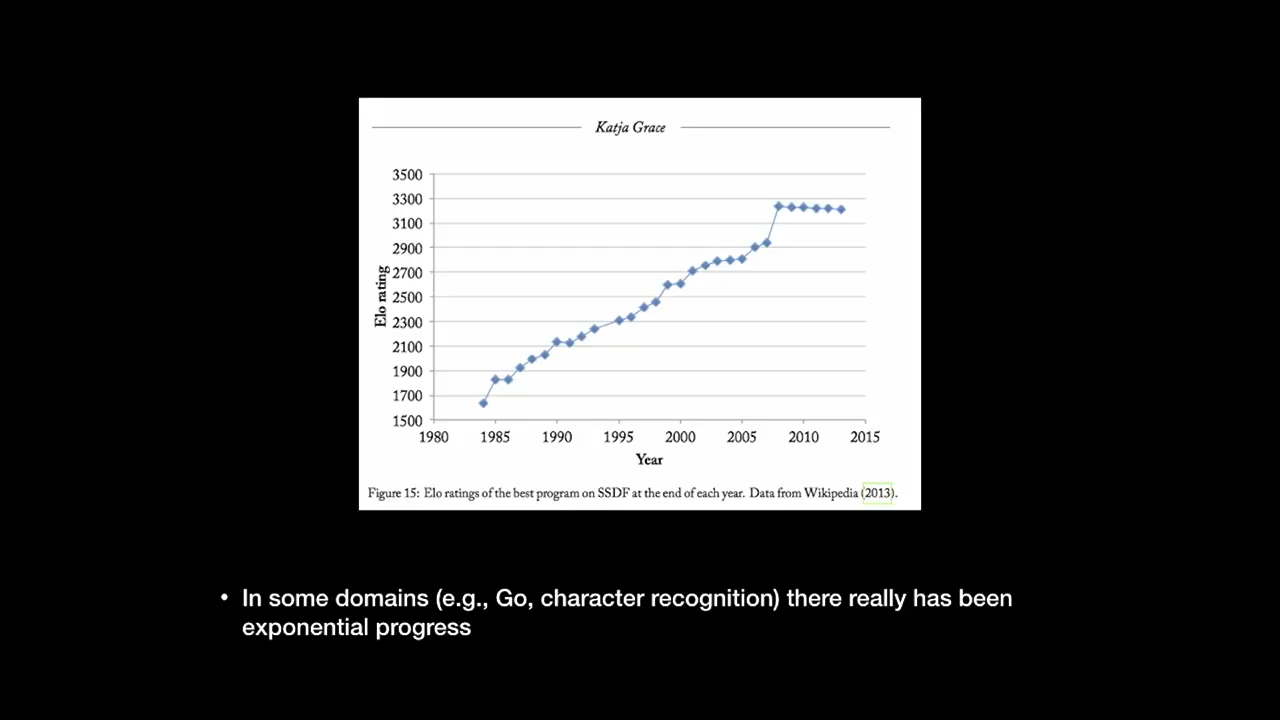 Katja Grace
3500
3300
3100
2900
2700
2500
2300
2100
1900
1700
1500
Elo rating
1980 1985 1990 1995 2000 2005 2010 2015
Year
Figure 15: Elo ratings of the best program on SSDF at the end of each year. Data from Wikipedia (2013).
• In some domains (e.g., Go, character recognition) there really has been
exponential progress